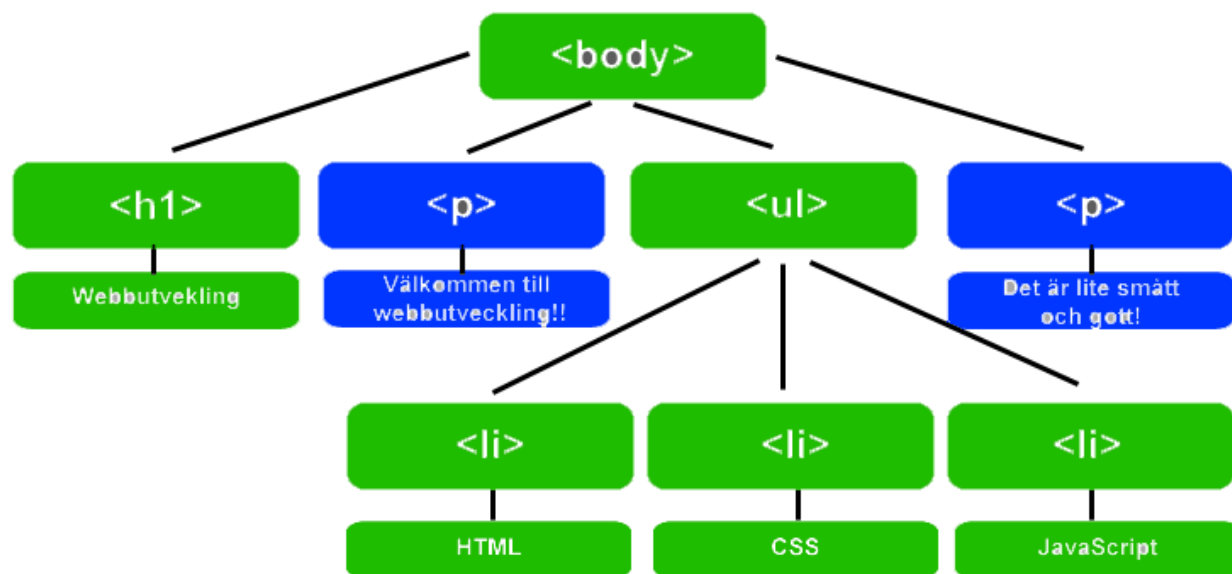 <body>
<h1>
<p>
<ul>
<p>
Webbutvekling
Välkommen till
webbutveckling!!
Det är lite smått
och gott!
<li>
<li>
<li>
HTML
CSS
JavaScript